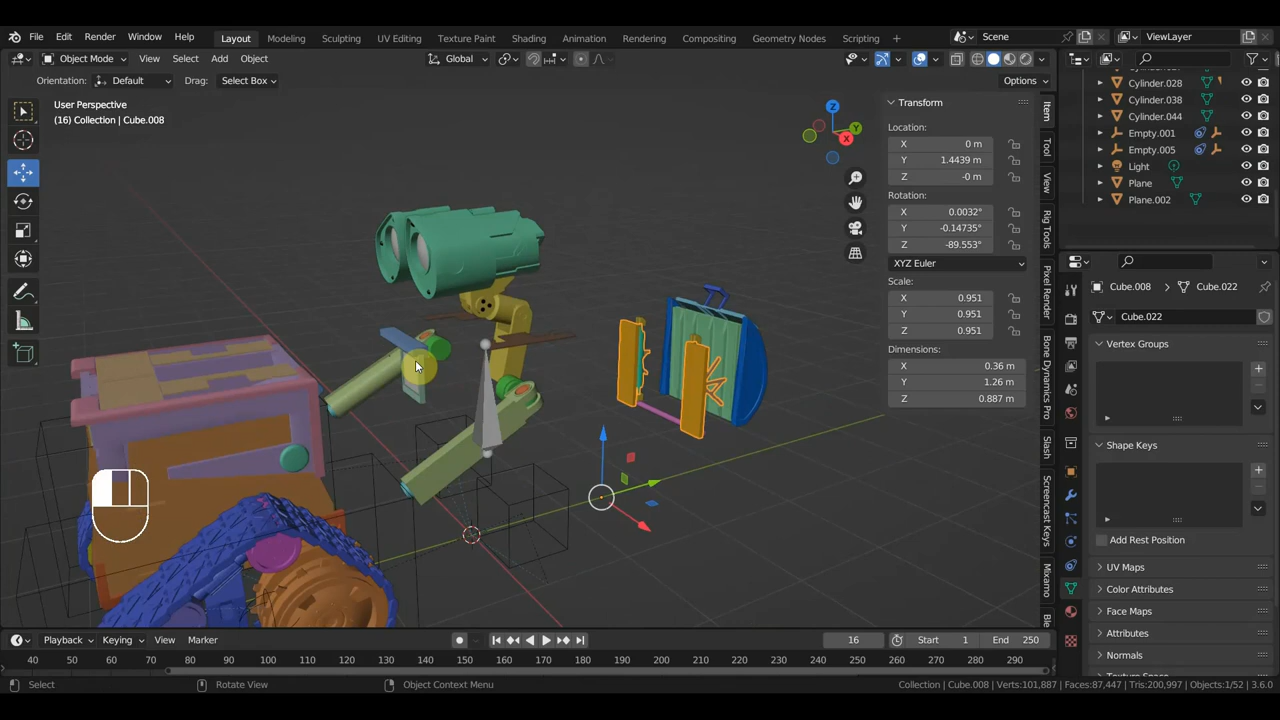 File Edit Render Window Help Layout Modeling Sculpting UV Editing Texture Paint Shading Animation Rendering Compositing Geometry Nodes Scripting Scene ViewLayer
Object Mode View Select Add Object Global
Orientation: Default Drag: Select Box Options
User Perspective
(16) Collection | Cube.008
Transform
Location:
X 0 m
Y 1.4439 m
Z -0 m
Rotation:
X 0.0032°
Y -0.14735°
Z -89.553°
XYZ Euler
Scale:
X 0.951
Y 0.951
Z 0.951
Dimensions:
X 0.36 m
Y 1.26 m
Z 0.887 m
Z
Y
X
Item
Tool
View
Rig Tools
Pixel Render
Bone Dynamics Pro
Slash
Screencast Keys
Mixamo
Cylinder.028
Cylinder.038
Cylinder.044
Empty.001
Empty.005
Light
Plane
Plane.002
Cube.008 Cube.022
Cube.022
Vertex Groups
Shape Keys
Add Rest Position
UV Maps
Color Attributes
Face Maps
Attributes
Normals
Texture Space
Playback Keying View Marker 16 Start 1 End 250
40 50 60 70 80 90 100 110 120 130 140 150 160 170 180 190 200 210 220 230 240 250 260 270 280 290
Select Rotate View Object Context Menu Collection | Cube.008 | Verts:101,887 | Faces:87,447 | Tris:200,997 | Objects:1/52 | 3.6.0